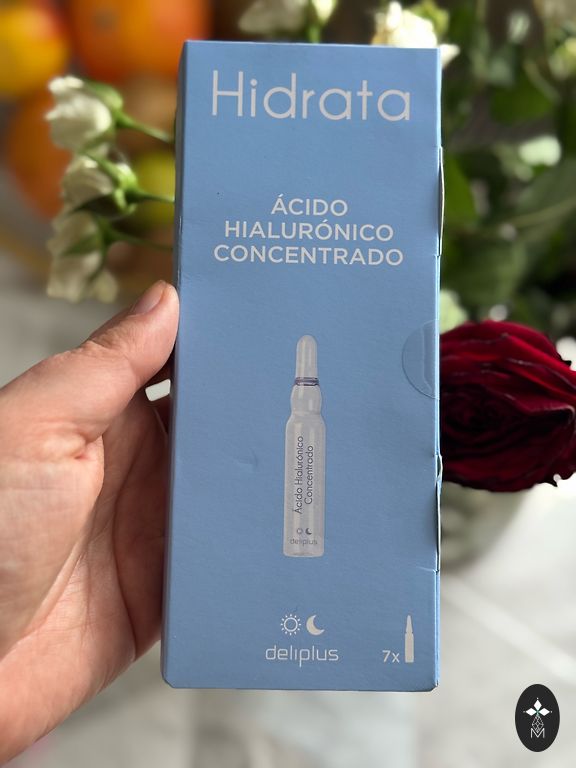 Hidrata
ÁCIDO
HIALURÓNICO
CONCENTRADO
Ácido Hialurónico
Concentrado
deliplus
deliplus
7x
M